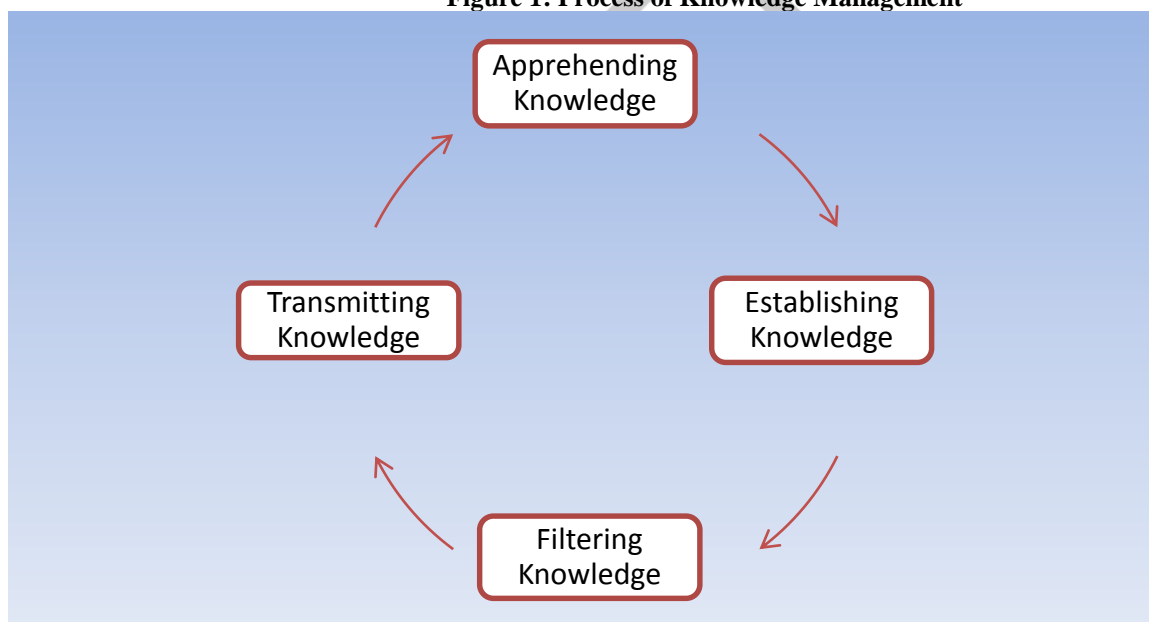 Figure 1: Process of Knowledge Management
Apprehending
Knowledge
Transmitting
Knowledge
Establishing
Knowledge
Filtering
Knowledge